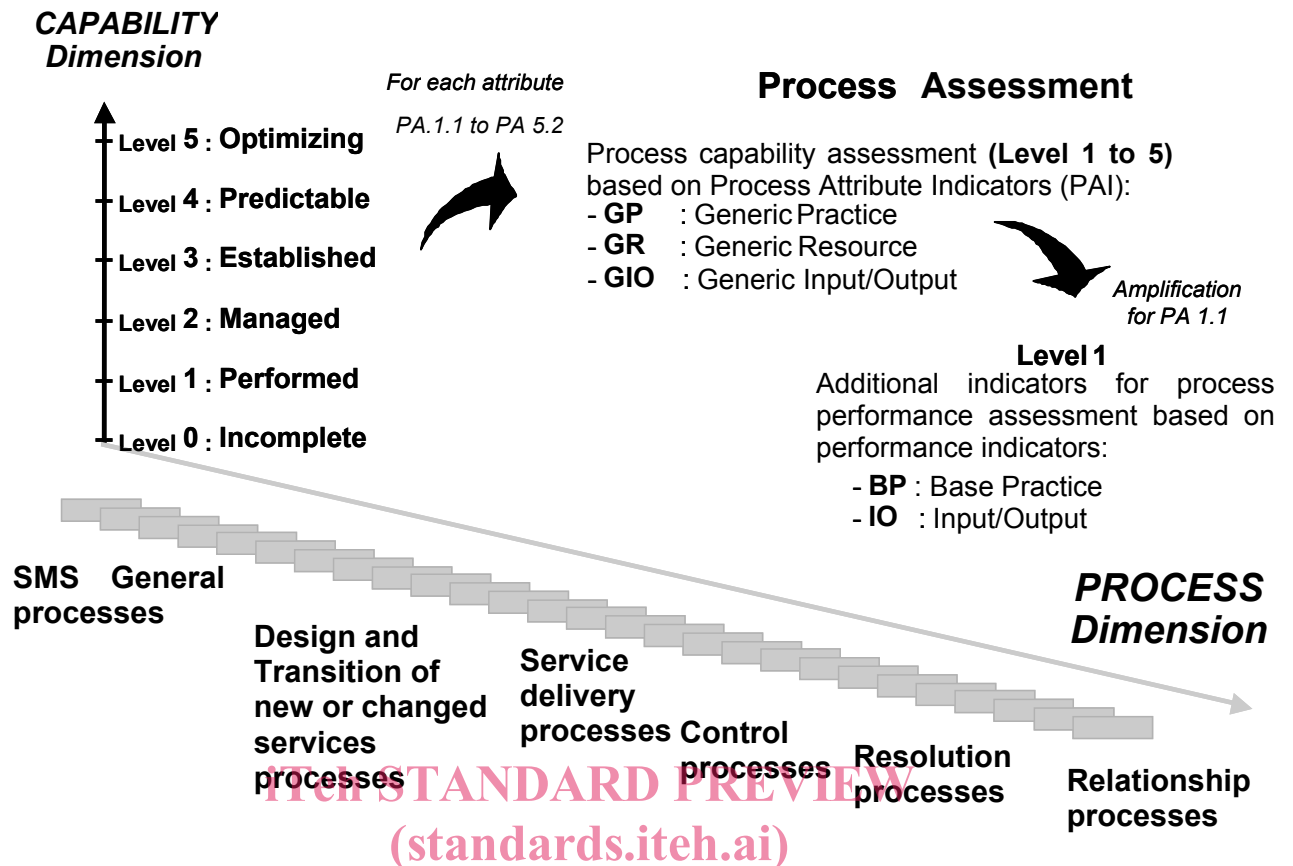 CAPABILITY
Dimension
Level 5 : Optimizing
Level 4 : Predictable
Level 3 : Established
Level 2 : Managed
Level 1 : Performed
Level 0 : Incomplete
For each attribute
PA.1.1 to PA 5.2
Process Assessment
Process capability assessment (Level 1 to 5)
based on Process Attribute Indicators (PAI):
- GP : Generic Practice
- GR : Generic Resource
- GIO : Generic Input/Output
Amplification
for PA 1.1
Level 1
Additional indicators for process
performance assessment based on
performance indicators:
- BP : Base Practice
- IO : Input/Output
PROCESS
Dimension
SMS General
processes
Design and
Transition of
new or changed
services
processes
Service
delivery
processes
Control
processes
Resolution
processes
Relationship
processes
iTeh STANDARD PREVIEW
(standards.iteh.ai)